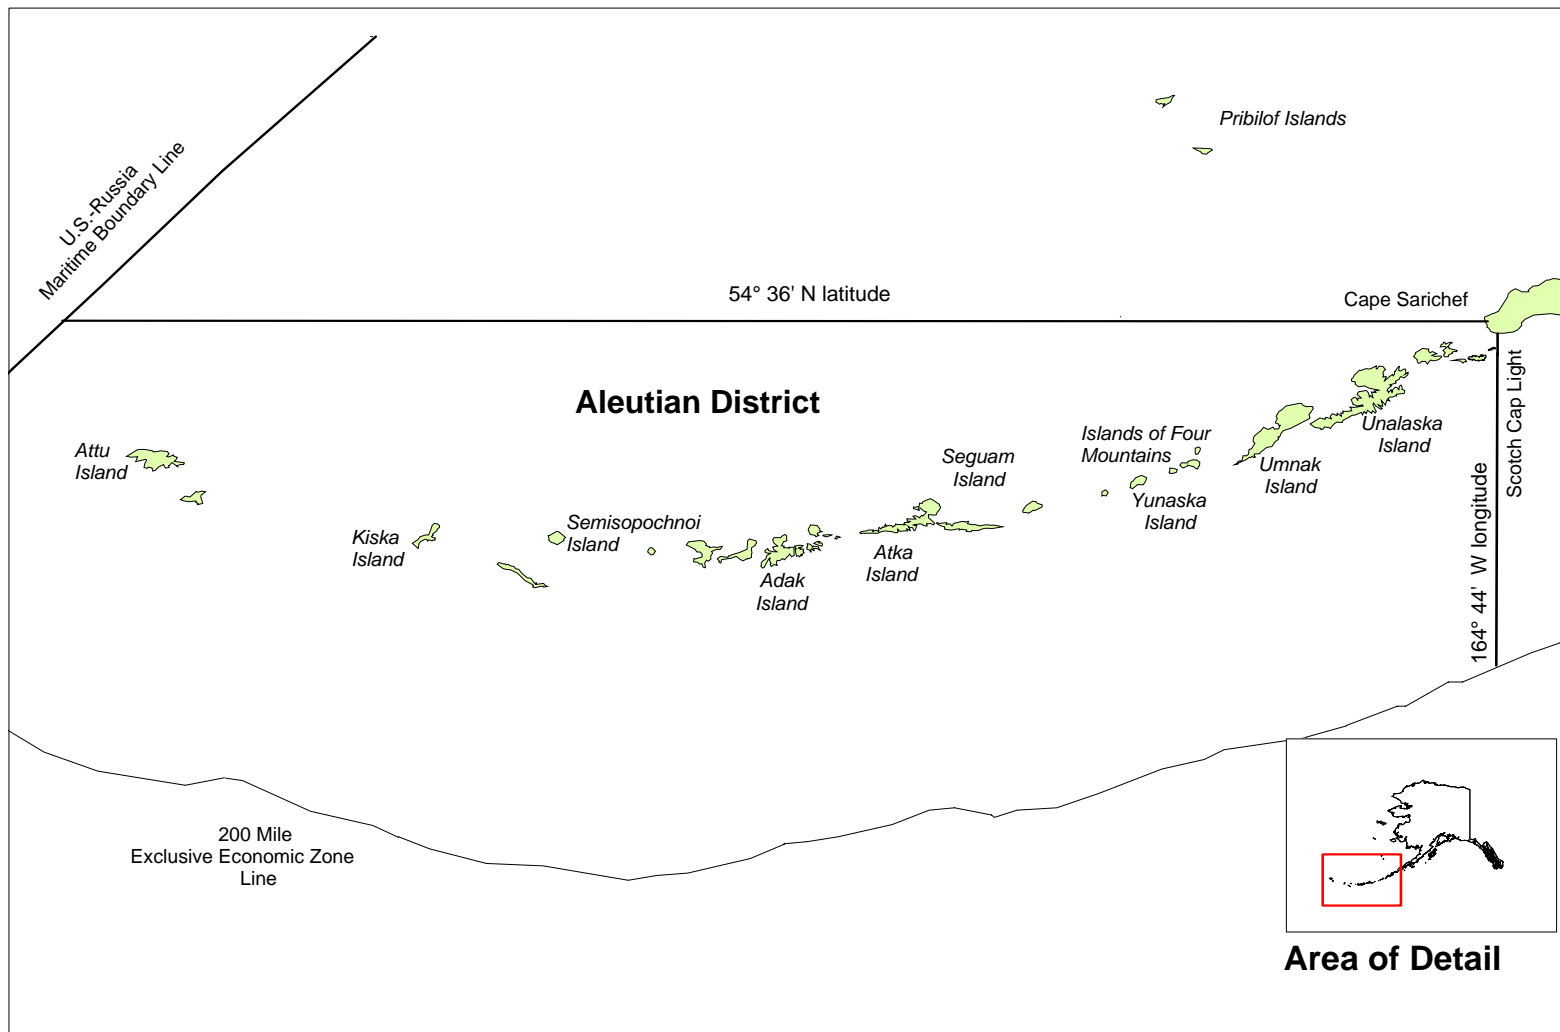 Pribilof Islands
U.S.-Russia
Maritime Boundary Line
54° 36' N latitude
Cape Sarichef
Scotch Cap Light
164° 44' W longitude
Aleutian District
Attu
Island
Kiska
Island
Semisopochnoi
Island
Adak
Island
Atka
Island
Seguam
Island
Islands of Four
Mountains
Yunaska
Island
Umnak
Island
Unalaska
Island
200 Mile
Exclusive Economic Zone
Line
Area of Detail